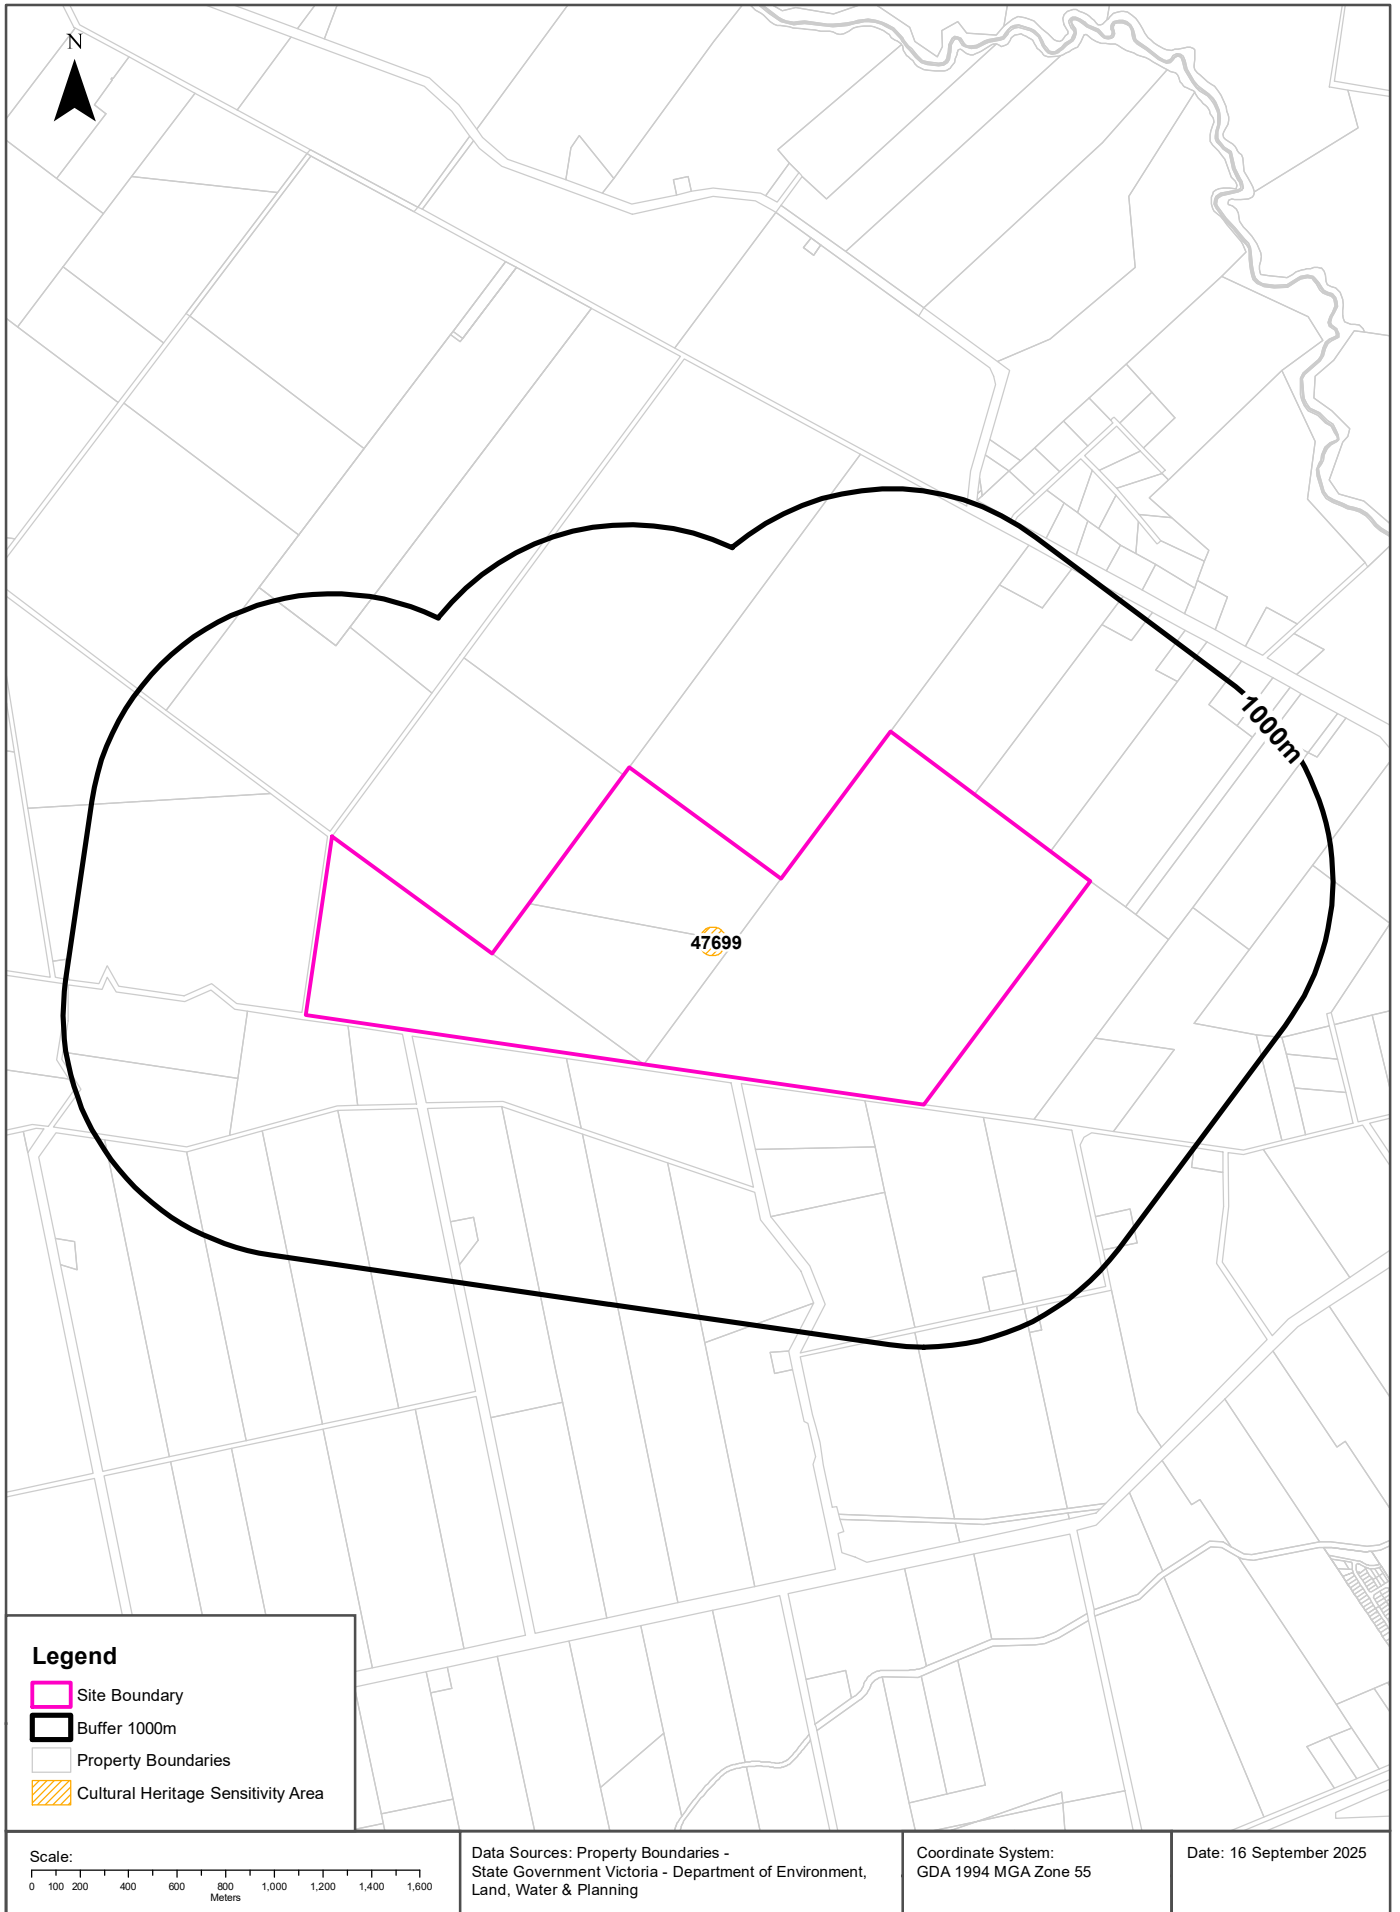 N
1000m
47699
Legend
Site Boundary
Buffer 1000m
Property Boundaries
Cultural Heritage Sensitivity Area
Scale:
0 100 200 400 600 800 1,000 1,200 1,400 1,600
Meters
Data Sources: Property Boundaries -
State Government Victoria - Department of Environment,
Land, Water & Planning
Coordinate System:
GDA 1994 MGA Zone 55
Date: 16 September 2025